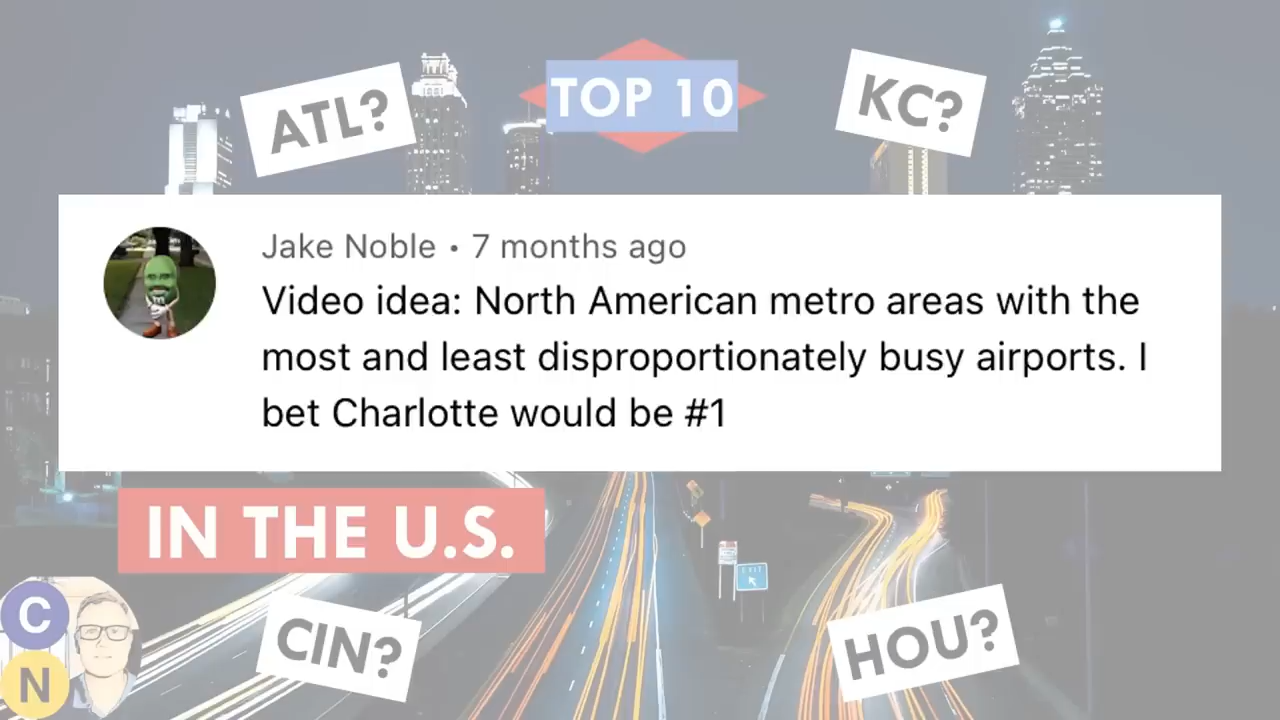 ATL?
TOP 10
KC?
Jake Noble • 7 months ago
Video idea: North American metro areas with the
most and least disproportionately busy airports. I
bet Charlotte would be #1
IN THE U.S.
EXIT
C
N
CIN?
HOU?